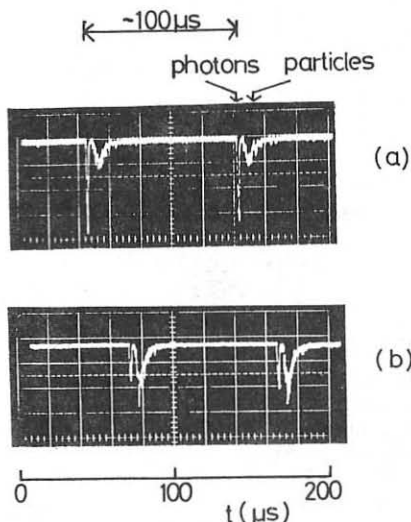 ~100μs
photons particles
(a)
(b)
0 100 200
t(μs)